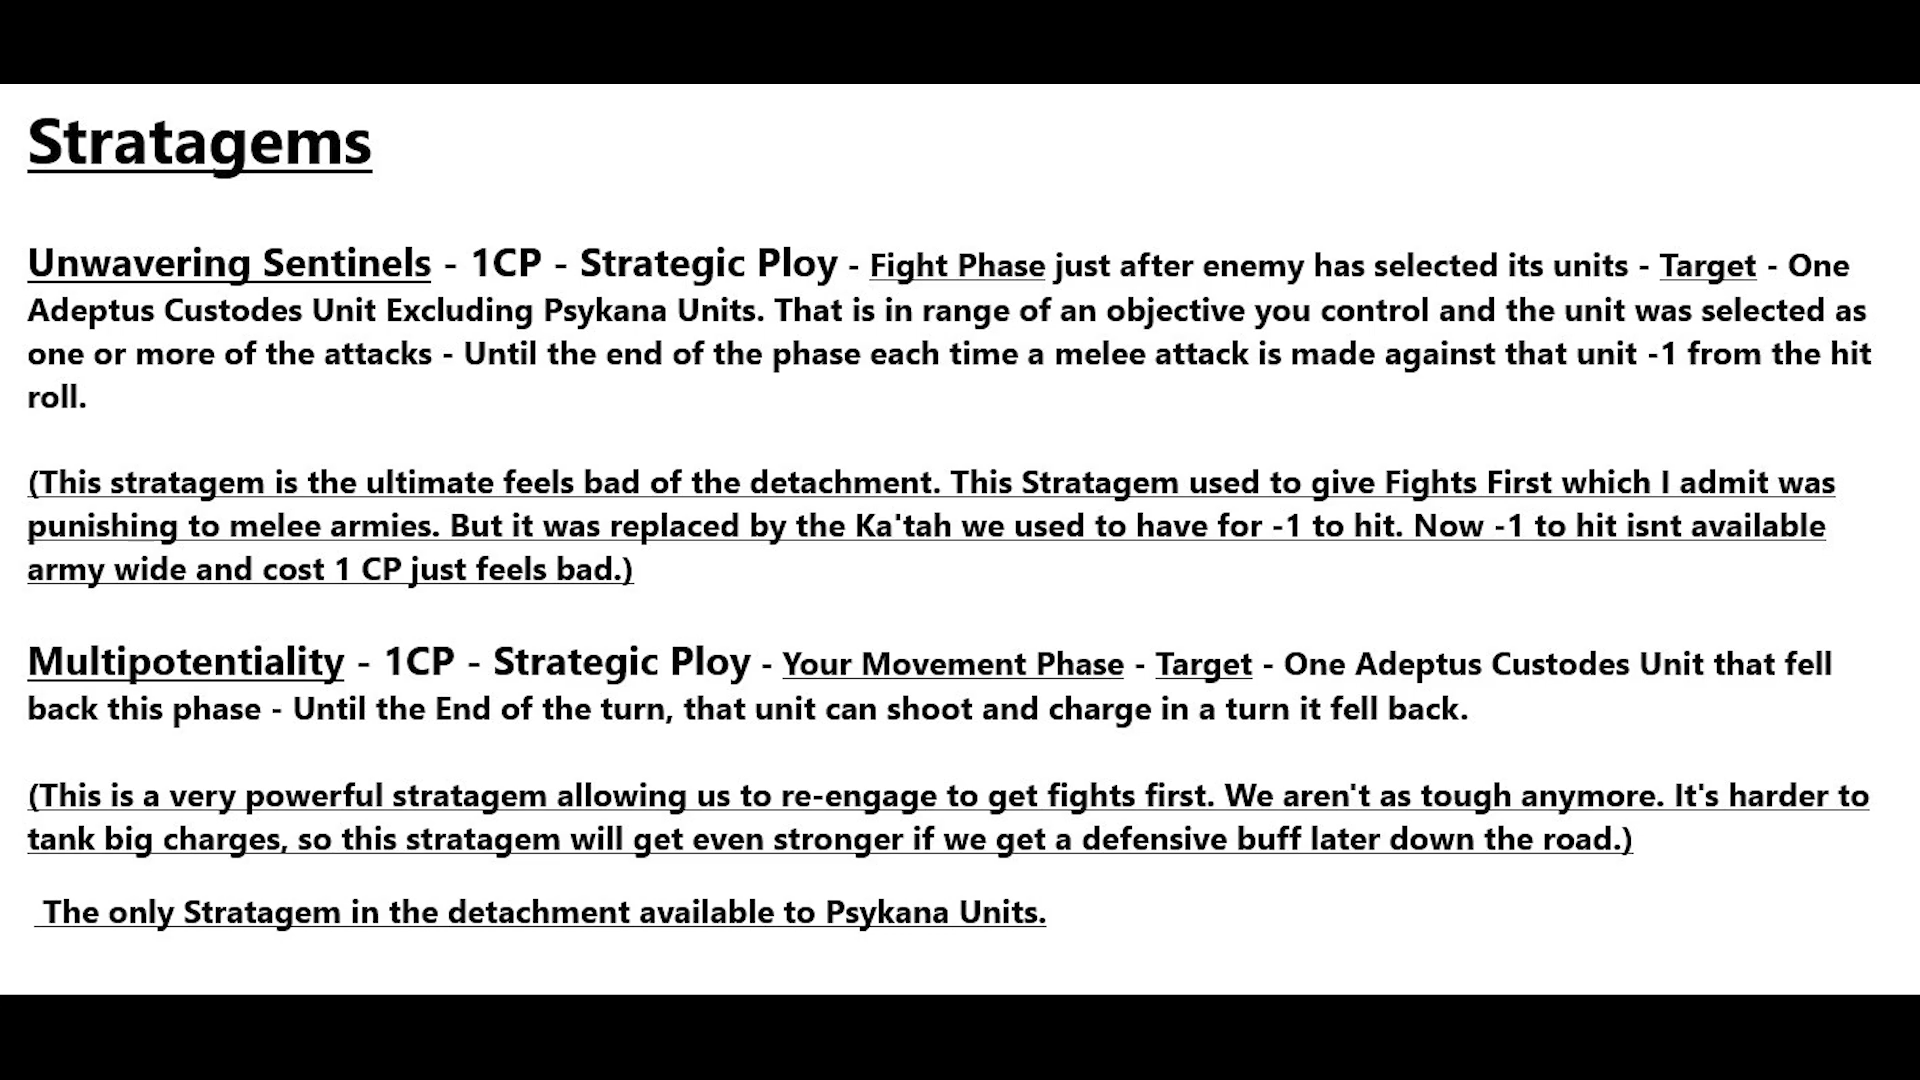 Stratagems
Unwavering Sentinels - 1CP - Strategic Ploy - Fight Phase just after enemy has selected its units - Target - One
Adeptus Custodes Unit Excluding Psykana Units. That is in range of an objective you control and the unit was selected as
one or more of the attacks - Until the end of the phase each time a melee attack is made against that unit -1 from the hit
roll.
(This stratagem is the ultimate feels bad of the detachment. This Stratagem used to give Fights First which I admit was
punishing to melee armies. But it was replaced by the Ka'tah we used to have for -1 to hit. Now -1 to hit isnt available
army wide and cost 1 CP just feels bad.)
Multipotentiality - 1CP - Strategic Ploy - Your Movement Phase - Target - One Adeptus Custodes Unit that fell
back this phase - Until the End of the turn, that unit can shoot and charge in a turn it fell back.
(This is a very powerful stratagem allowing us to re-engage to get fights first. We aren't as tough anymore. It's harder to
tank big charges, so this stratagem will get even stronger if we get a defensive buff later down the road.)
The only Stratagem in the detachment available to Psykana Units.